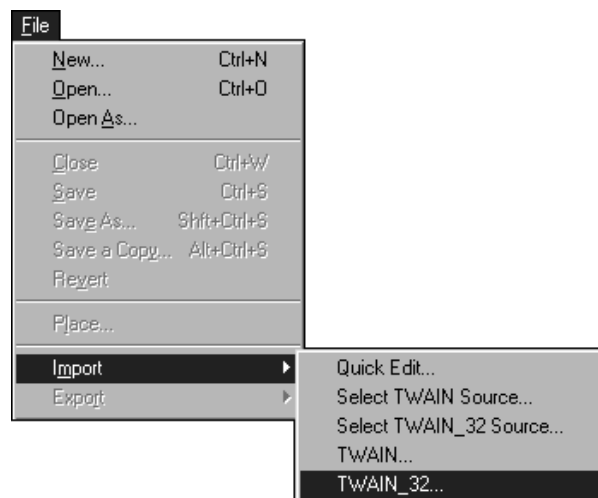 File
New... Ctrl+N
Open... Ctrl+O
Open As...
Close Ctrl+W
Save Ctrl+S
Save As... Shft+Ctrl+S
Save a Copy... Alt+Ctrl+S
Revert
Place...
Import
Export
Quick Edit...
Select TWAIN Source...
Select TWAIN_32 Source...
TWAIN...
TWAIN_32...